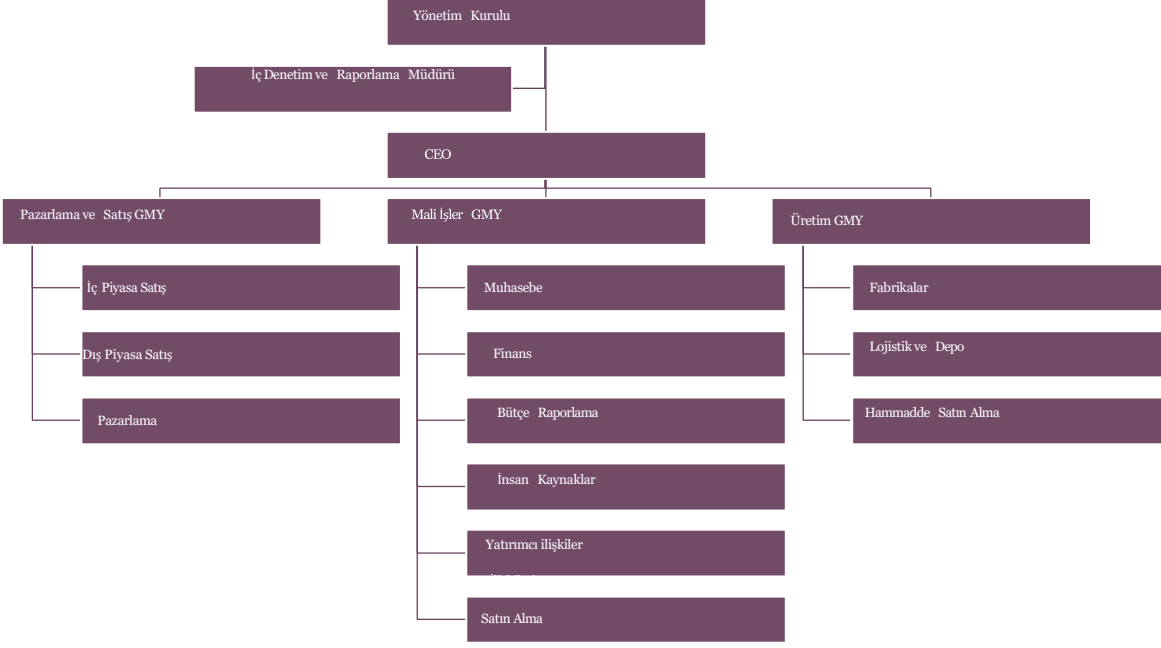 Yönetim Kurulu
İç Denetim ve Raporlama Müdürü
CEO
Pazarlama ve Satış GMY
Mali İşler GMY
Üretim GMY
İç Piyasa Satış
Dış Piyasa Satış
Pazarlama
Muhasebe
Finans
Bütçe Raporlama
İnsan Kaynaklar
Yatırımcı ilişkiler
Satın Alma
Fabrikalar
Lojistik ve Depo
Hammadde Satın Alma